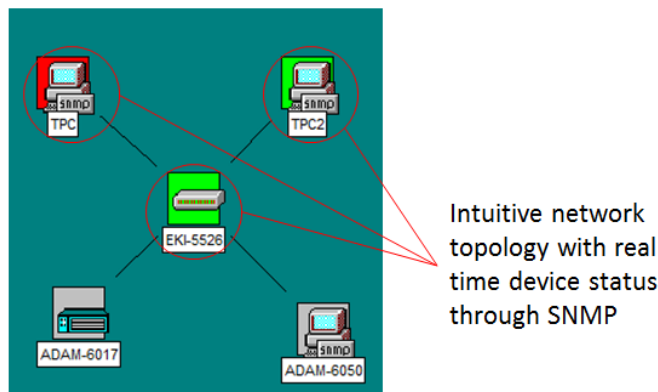 snmp
snmp
TPC
TPC2
EKI-5526
Intuitive network
topology with real
time device status
through SNMP
ADAM-6017
snmp
ADAM-6050